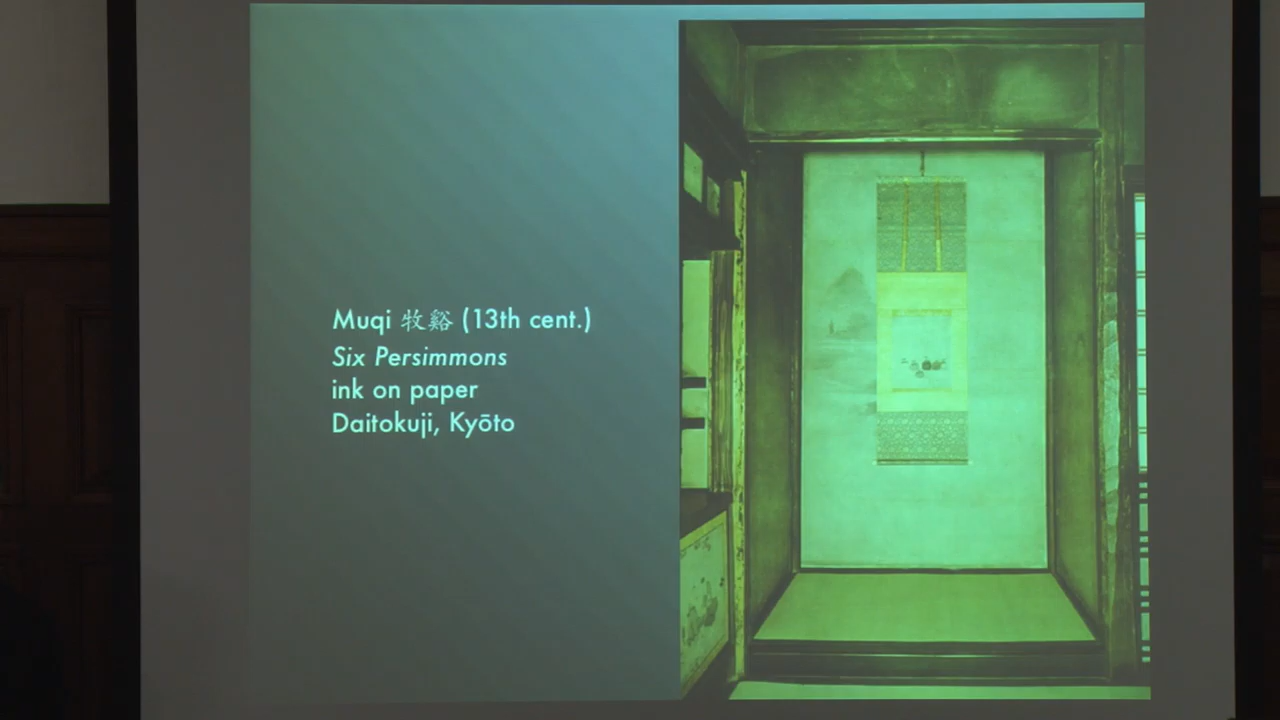 Muqi 牧谿 (13th cent.)
Six Persimmons
ink on paper
Daitokuji, Kyōto